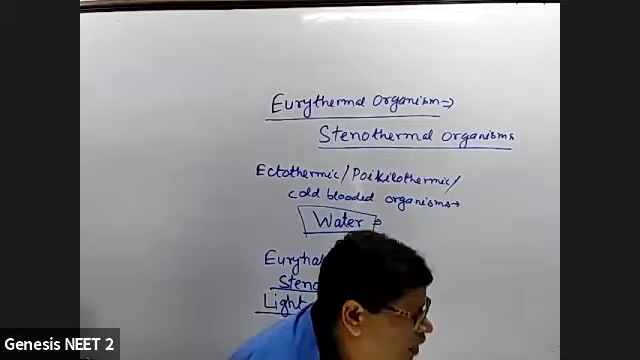 Eurythermal Organism⇒
Stenothermal organisms
Ectothermic/Poikilothermic/
cold blooded organisms→
Water
Light
Genesis NEET 2